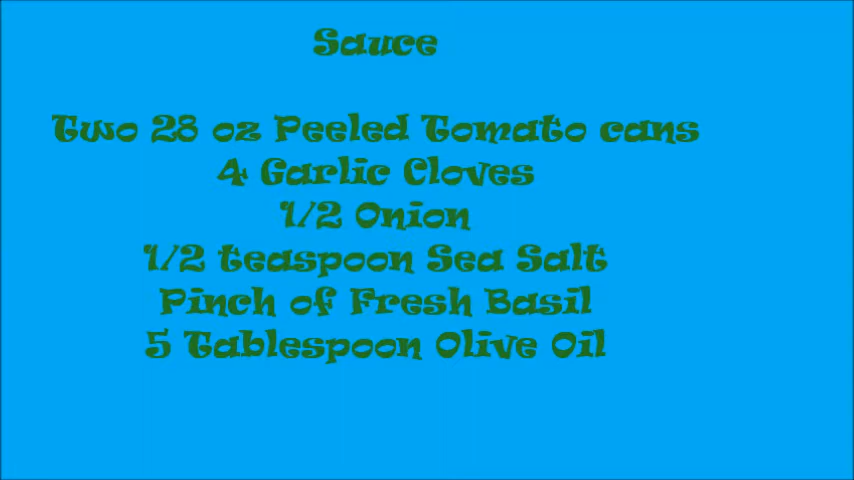 Sauce
Two 28 oz Peeled Tomato cans
4 Garlic Cloves
1/2 Onion
1/2 teaspoon Sea Salt
Pinch of Fresh Basil
5 Tablespoon Olive Oil